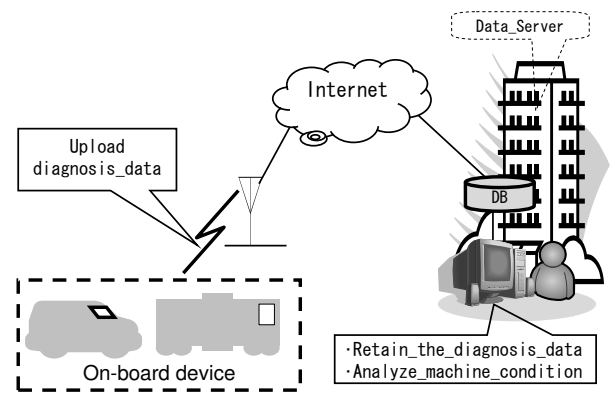 Data_Server
Internet
Upload
diagnosis_data
DB
On-board device
·Retain_the_diagnosis_data
·Analyze_machine_condition